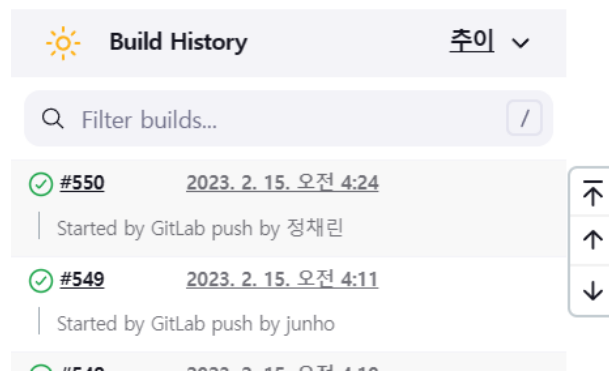 Build History 추이
Filter builds... /
#550 2023. 2. 15. 오전 4:24
Started by GitLab push by 정채린
#549 2023. 2. 15. 오전 4:11
Started by GitLab push by junho